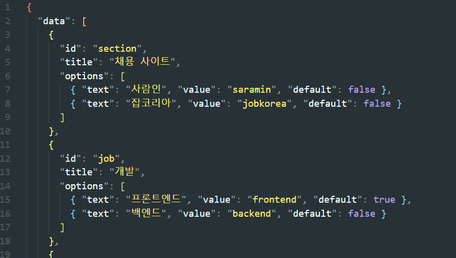 1 {
2 "data": [
3 {
4 "id": "section",
5 "title": "채용 사이트",
6 "options": [
7 { "text": "사람인", "value": "saramin", "default": false },
8 { "text": "잡코리아", "value": "jobkorea", "default": false }
9 ]
10 },
11 {
12 "id": "job",
13 "title": "개발",
14 "options": [
15 { "text": "프론트엔드", "value": "frontend", "default": true },
16 { "text": "백엔드", "value": "backend", "default": false }
17 ]
18 },
19 {